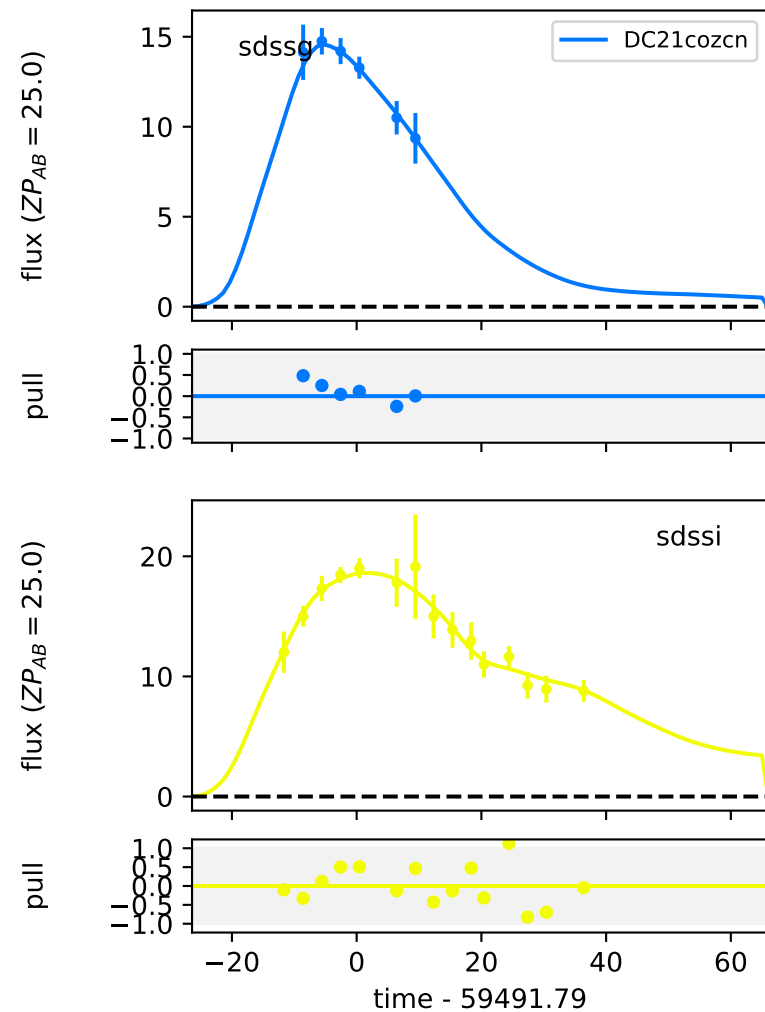 sdssg
DC21cozcn
flux (ZP_AB = 25.0)
15
10
5
0
pull
1.0
0.5
0.0
−0.5
−1.0
sdssi
flux (ZP_AB = 25.0)
20
10
0
pull
1.0
0.5
0.0
−0.5
−1.0
−20 0 20 40 60
time - 59491.79